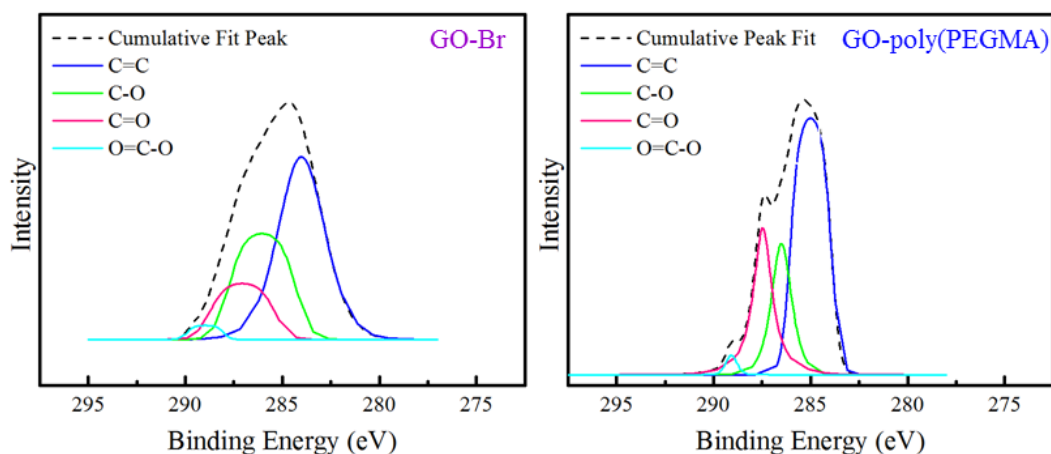 Cumulative Fit Peak
GO-Br
C=C
C-O
C=O
O=C-O
Intensity
295
290
285
280
Binding Energy (eV)
Cumulative Peak Fit
GO-poly(PEGMA)
C=C
C-O
C=O
O=C-O
Intensity
295
290
285
280
275
Binding Energy (eV)